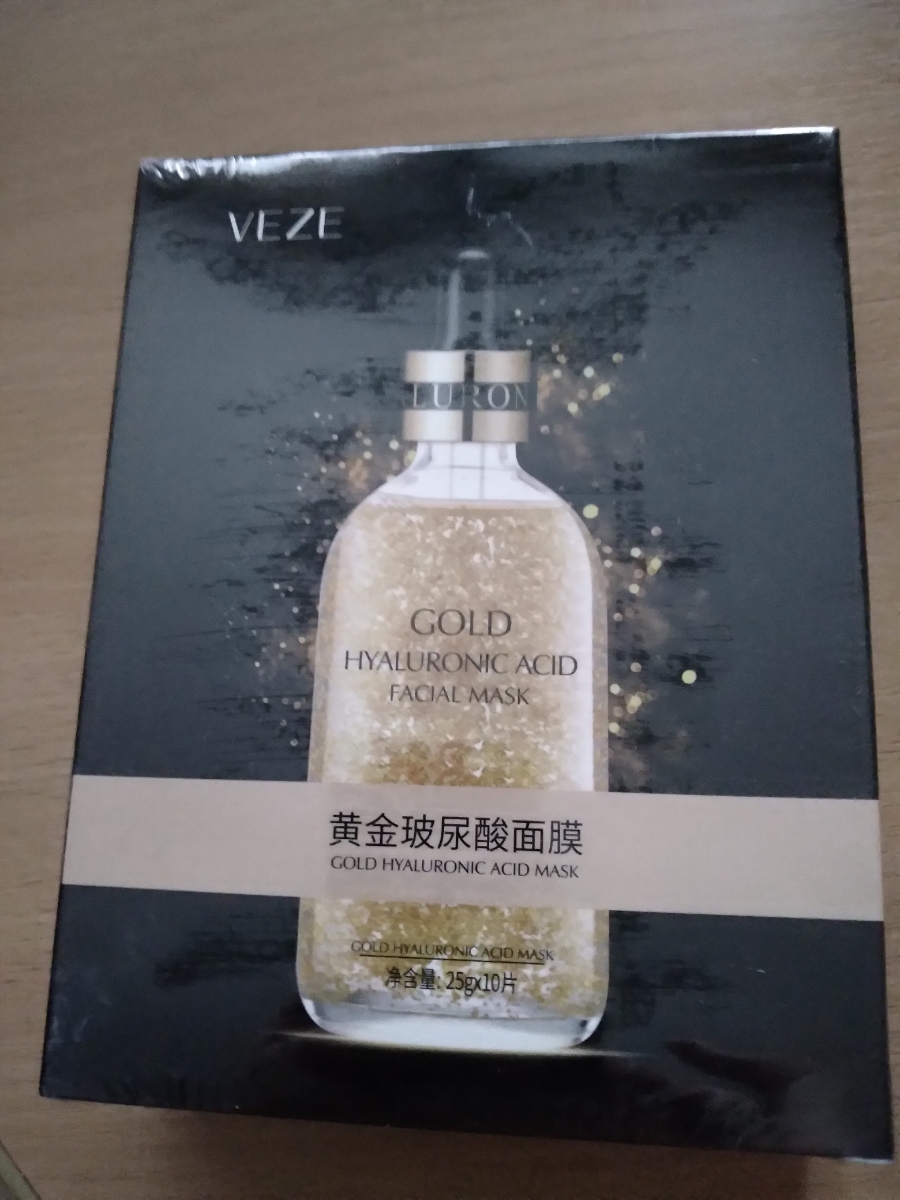 VEZE
LURON
GOLD
HYALURONIC ACID
FACIAL MASK
黄金玻尿酸面膜
GOLD HYALURONIC ACID MASK
GOLD HYALURONIC ACID MASK
净含量: 25gx10片